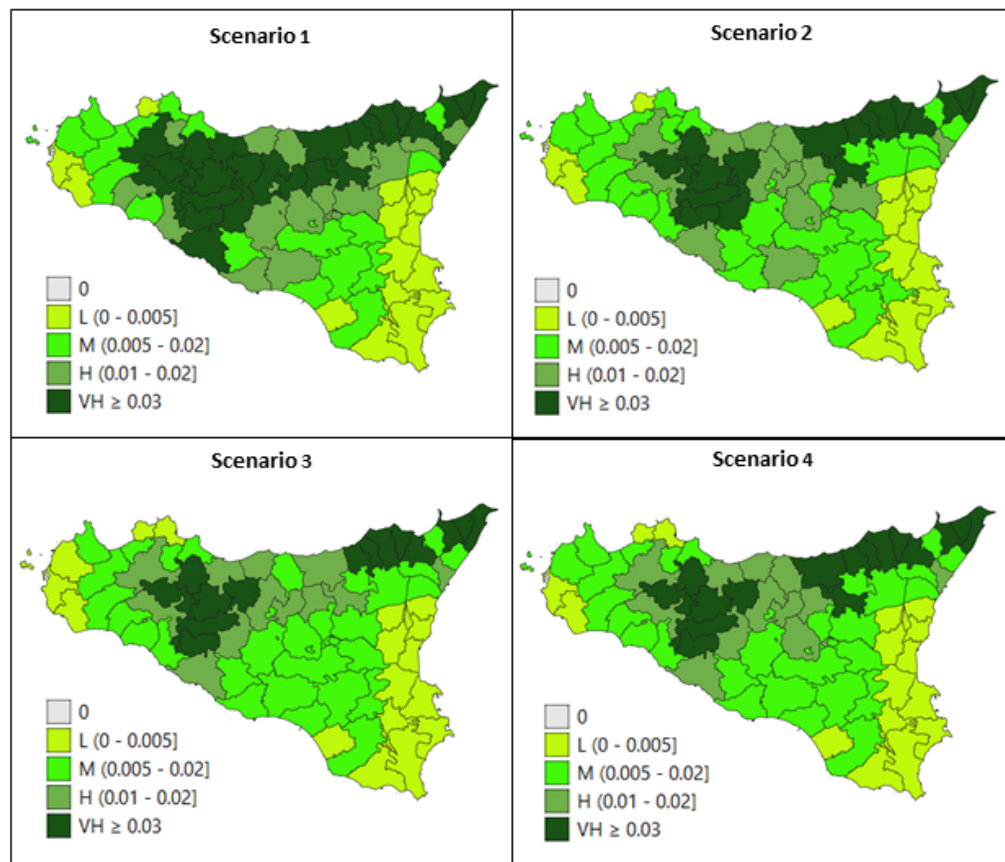 Scenario 1
0
L (0 - 0.005]
M (0.005 - 0.02]
H (0.01 - 0.02]
VH ≥ 0.03
Scenario 2
0
L (0 - 0.005]
M (0.005 - 0.02]
H (0.01 - 0.02]
VH ≥ 0.03
Scenario 3
0
L (0 - 0.005]
M (0.005 - 0.02]
H (0.01 - 0.02]
VH ≥ 0.03
Scenario 4
0
L (0 - 0.005]
M (0.005 - 0.02]
H (0.01 - 0.02]
VH ≥ 0.03